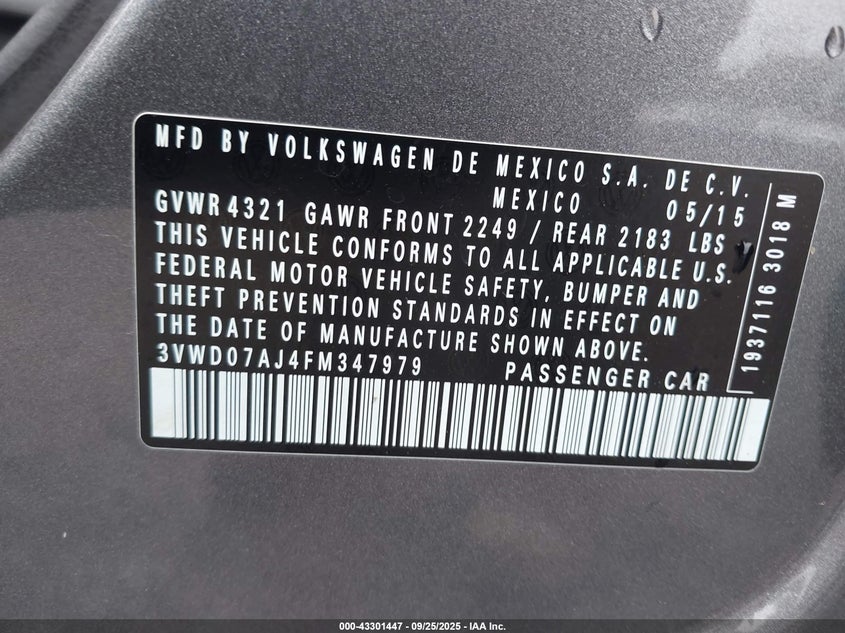 MFD BY VOLKSWAGEN DE MEXICO S.A. DE C.V.
MEXICO 05/15
GVWR 4321 GAWR FRONT 2249 / REAR 2183 LBS
THIS VEHICLE CONFORMS TO ALL APPLICABLE U.S.
FEDERAL MOTOR VEHICLE SAFETY, BUMPER AND
THEFT PREVENTION STANDARDS IN EFFECT ON
THE DATE OF MANUFACTURE SHOWN ABOVE.
3VWD07AJ4FM347979 PASSENGER CAR
1937116 3018 M
000-43301447 - 09/25/2025 - IAA Inc.